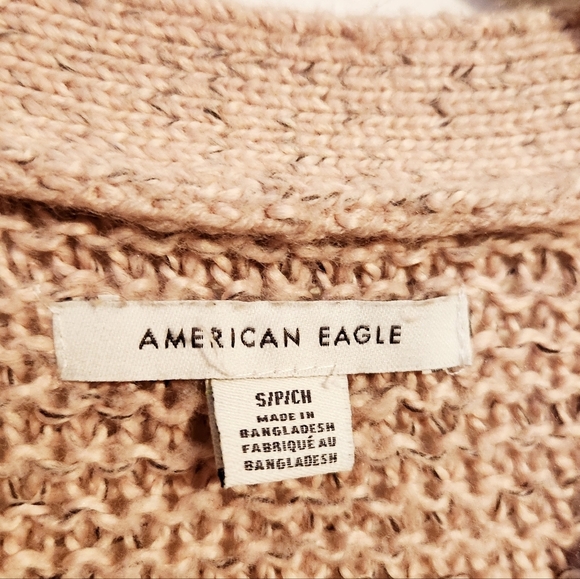 AMERICAN EAGLE
S/P/CH
MADE IN
BANGLADESH
FABRIQUÉ AU
BANGLADESH